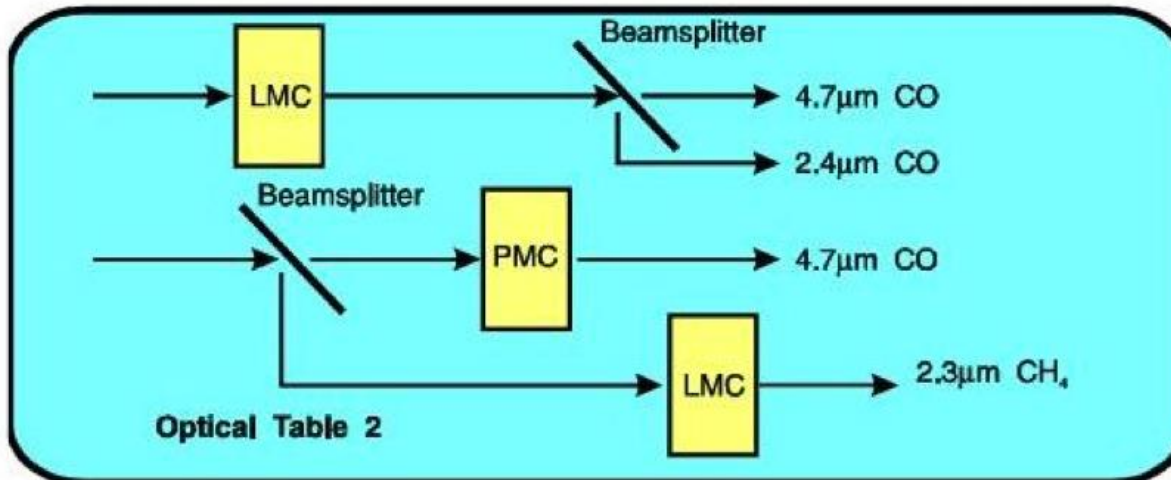 Beamsplitter
LMC
4.7μm CO
2.4μm CO
Beamsplitter
PMC
4.7μm CO
LMC
2.3μm CH₄
Optical Table 2